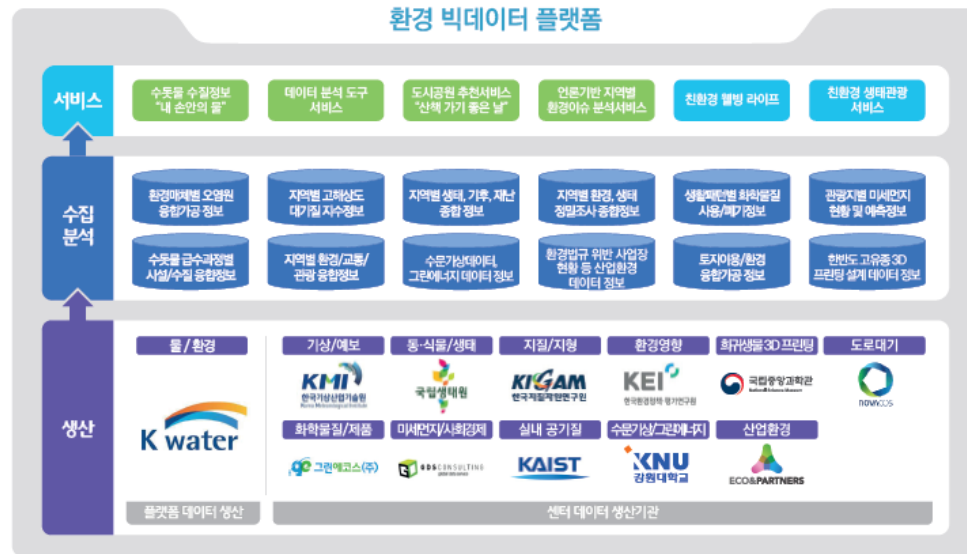 환경 빅데이터 플랫폼
서비스
수돗물 수질정보
"내 손안의 물"
데이터 분석 도구
서비스
도시공원 추천서비스
"산책 가기 좋은 날"
언론기반 지역별
환경이슈 분석서비스
친환경 웰빙 라이프
친환경 생태관광
서비스
수집
분석
환경매체별 오염원
융합가공 정보
지역별 고해상도
대기질 지수정보
지역별 생태, 기후, 재난
종합 정보
지역별 환경, 생태
정밀조사 종합정보
생활패턴별 화학물질
사용/폐기정보
관광지별 미세먼지
현황 및 예측정보
수돗물 급수과정별
시설/수질 융합정보
지역별 환경/교통/
관광 융합정보
수문기상데이터,
그린에너지 데이터 정보
환경법규 위반 사업장
현황 등 산업환경
데이터 정보
토지이용/환경
융합가공 정보
한반도 고유종 3D
프린팅 설계 데이터 정보
생산
물/환경
K water
플랫폼 데이터 생산
기상/예보
KMI
한국기상산업기술원
동·식물/생태
국립생태원
지질/지형
KIGAM
한국지질자원연구원
환경영향
KEI
한국환경정책·평가연구원
희귀생물 3D 프린팅
국립중앙과학관
도로대기
novacos
화학물질/제품
그린에코스(주)
미세먼지/사회경제
GDSCONSULTING
실내 공기질
KAIST
수문기상/그린에너지
KNU
강원대학교
산업환경
ECO&PARTNERS
센터 데이터 생산기관